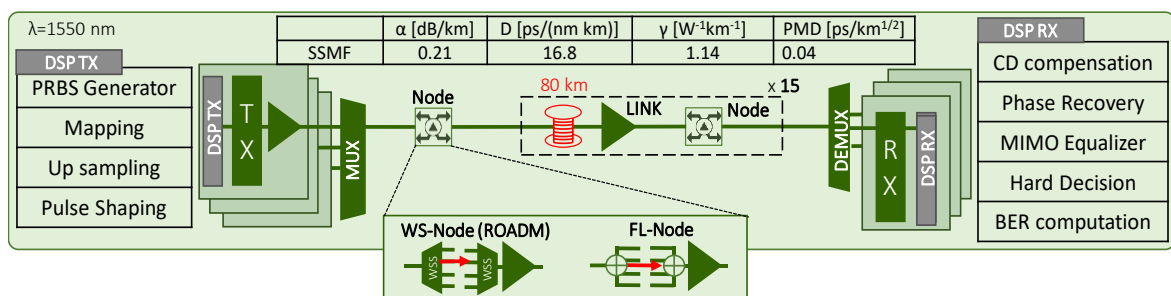 λ=1550 nm
α [dB/km] D [ps/(nm km)] γ [W-1km-1] PMD [ps/km1/2]
SSMF 0.21 16.8 1.14 0.04
DSP TX
PRBS Generator
Mapping
Up sampling
Pulse Shaping
DSP TX
T
X
MUX
Node
80 km
LINK
Node
x 15
DEMUX
R
X
DSP RX
DSP RX
CD compensation
Phase Recovery
MIMO Equalizer
Hard Decision
BER computation
WS-Node (ROADM)
WSS
WSS
FL-Node